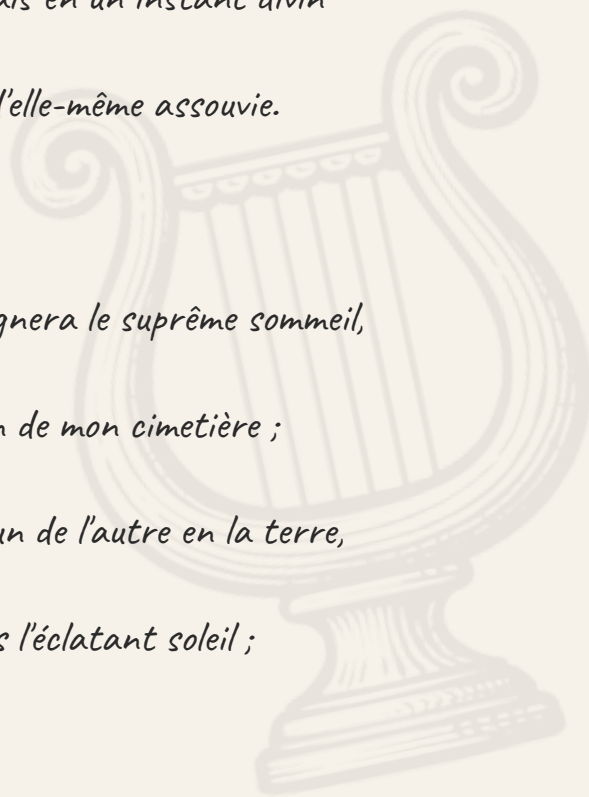 en un instant divin
l'elle-même assouvie.
gnera le suprême sommeil,
n de mon cimetière ;
un de l'autre en la terre,
s l'éclatant soleil ;